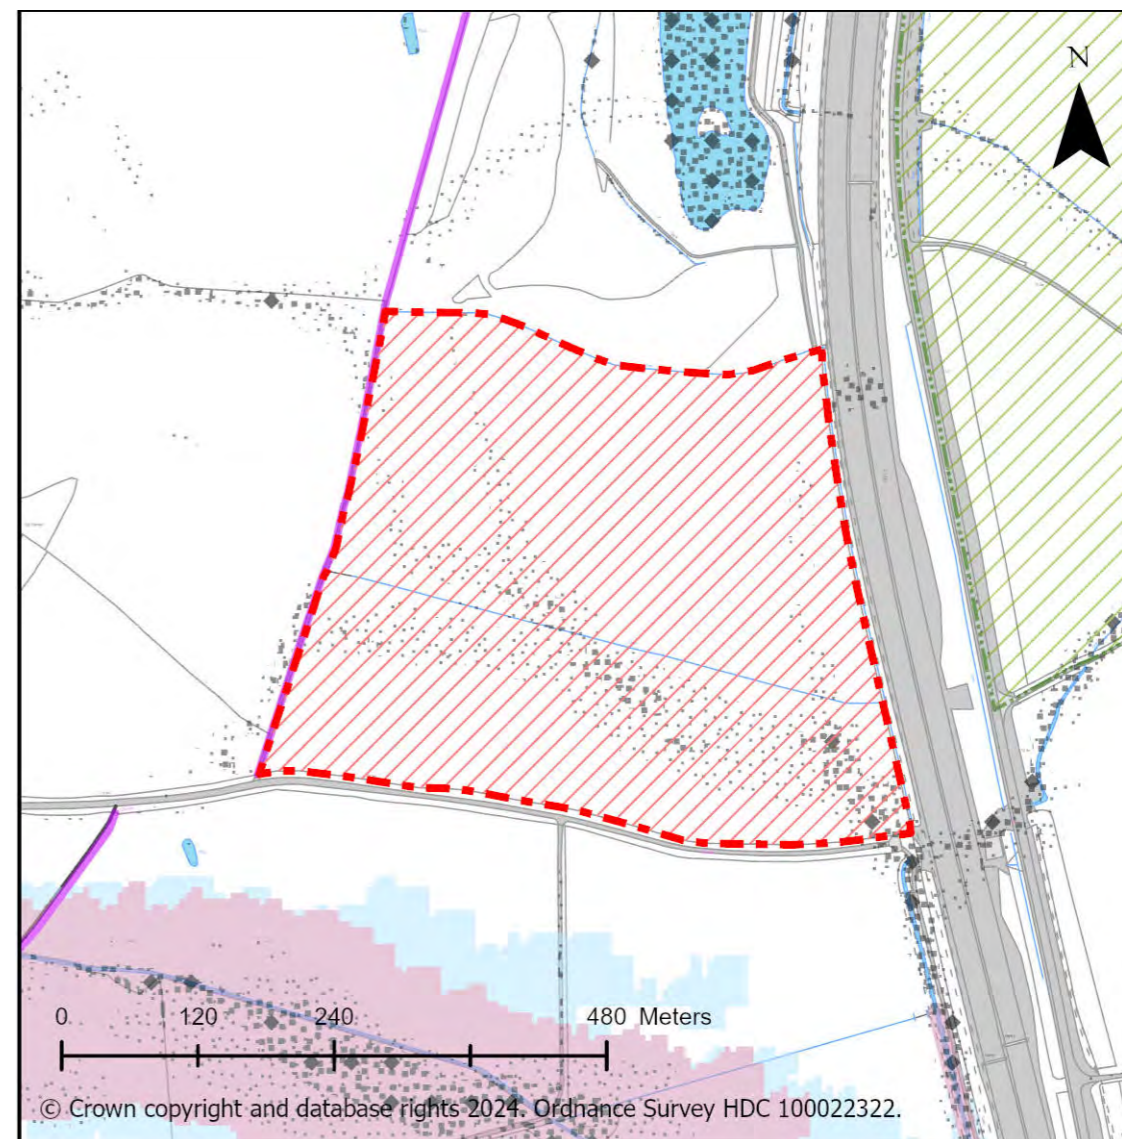 N
0 120 240 480 Meters
© Crown copyright and database rights 2024. Ordnance Survey HDC 100022322.